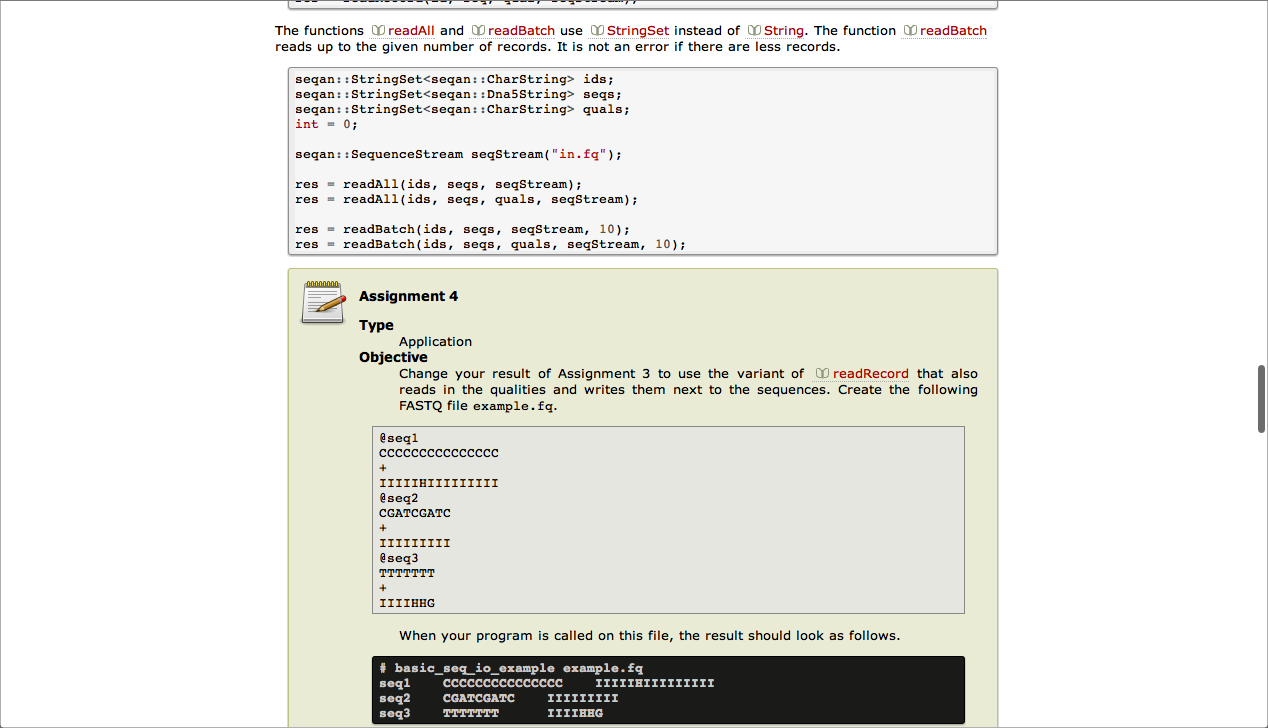 The functions readAll and readBatch use StringSet instead of String. The function readBatch
reads up to the given number of records. It is not an error if there are less records.
seqan::StringSet<seqan::CharString> ids;
seqan::StringSet<seqan::Dna5String> seqs;
seqan::StringSet<seqan::CharString> quals;
int = 0;
seqan::SequenceStream seqStream("in.fq");
res = readAll(ids, seqs, seqStream);
res = readAll(ids, seqs, quals, seqStream);
res = readBatch(ids, seqs, seqStream, 10);
res = readBatch(ids, seqs, quals, seqStream, 10);
Assignment 4
Type
Application
Objective
Change your result of Assignment 3 to use the variant of readRecord that also
reads in the qualities and writes them next to the sequences. Create the following
FASTQ file example.fq.
@seq1
CCCCCCCCCCCCCCC
+
IIIIIHIIIIIIIII
@seq2
CGATCGATC
+
IIIIIIIII
@seq3
TTTTTTT
+
IIIIHHG
When your program is called on this file, the result should look as follows.
# basic_seq_io_example example.fq
seq1    CCCCCCCCCCCCCCC    IIIIIHIIIIIIIII
seq2    CGATCGATC    IIIIIIIII
seq3    TTTTTTT      IIIIHHG